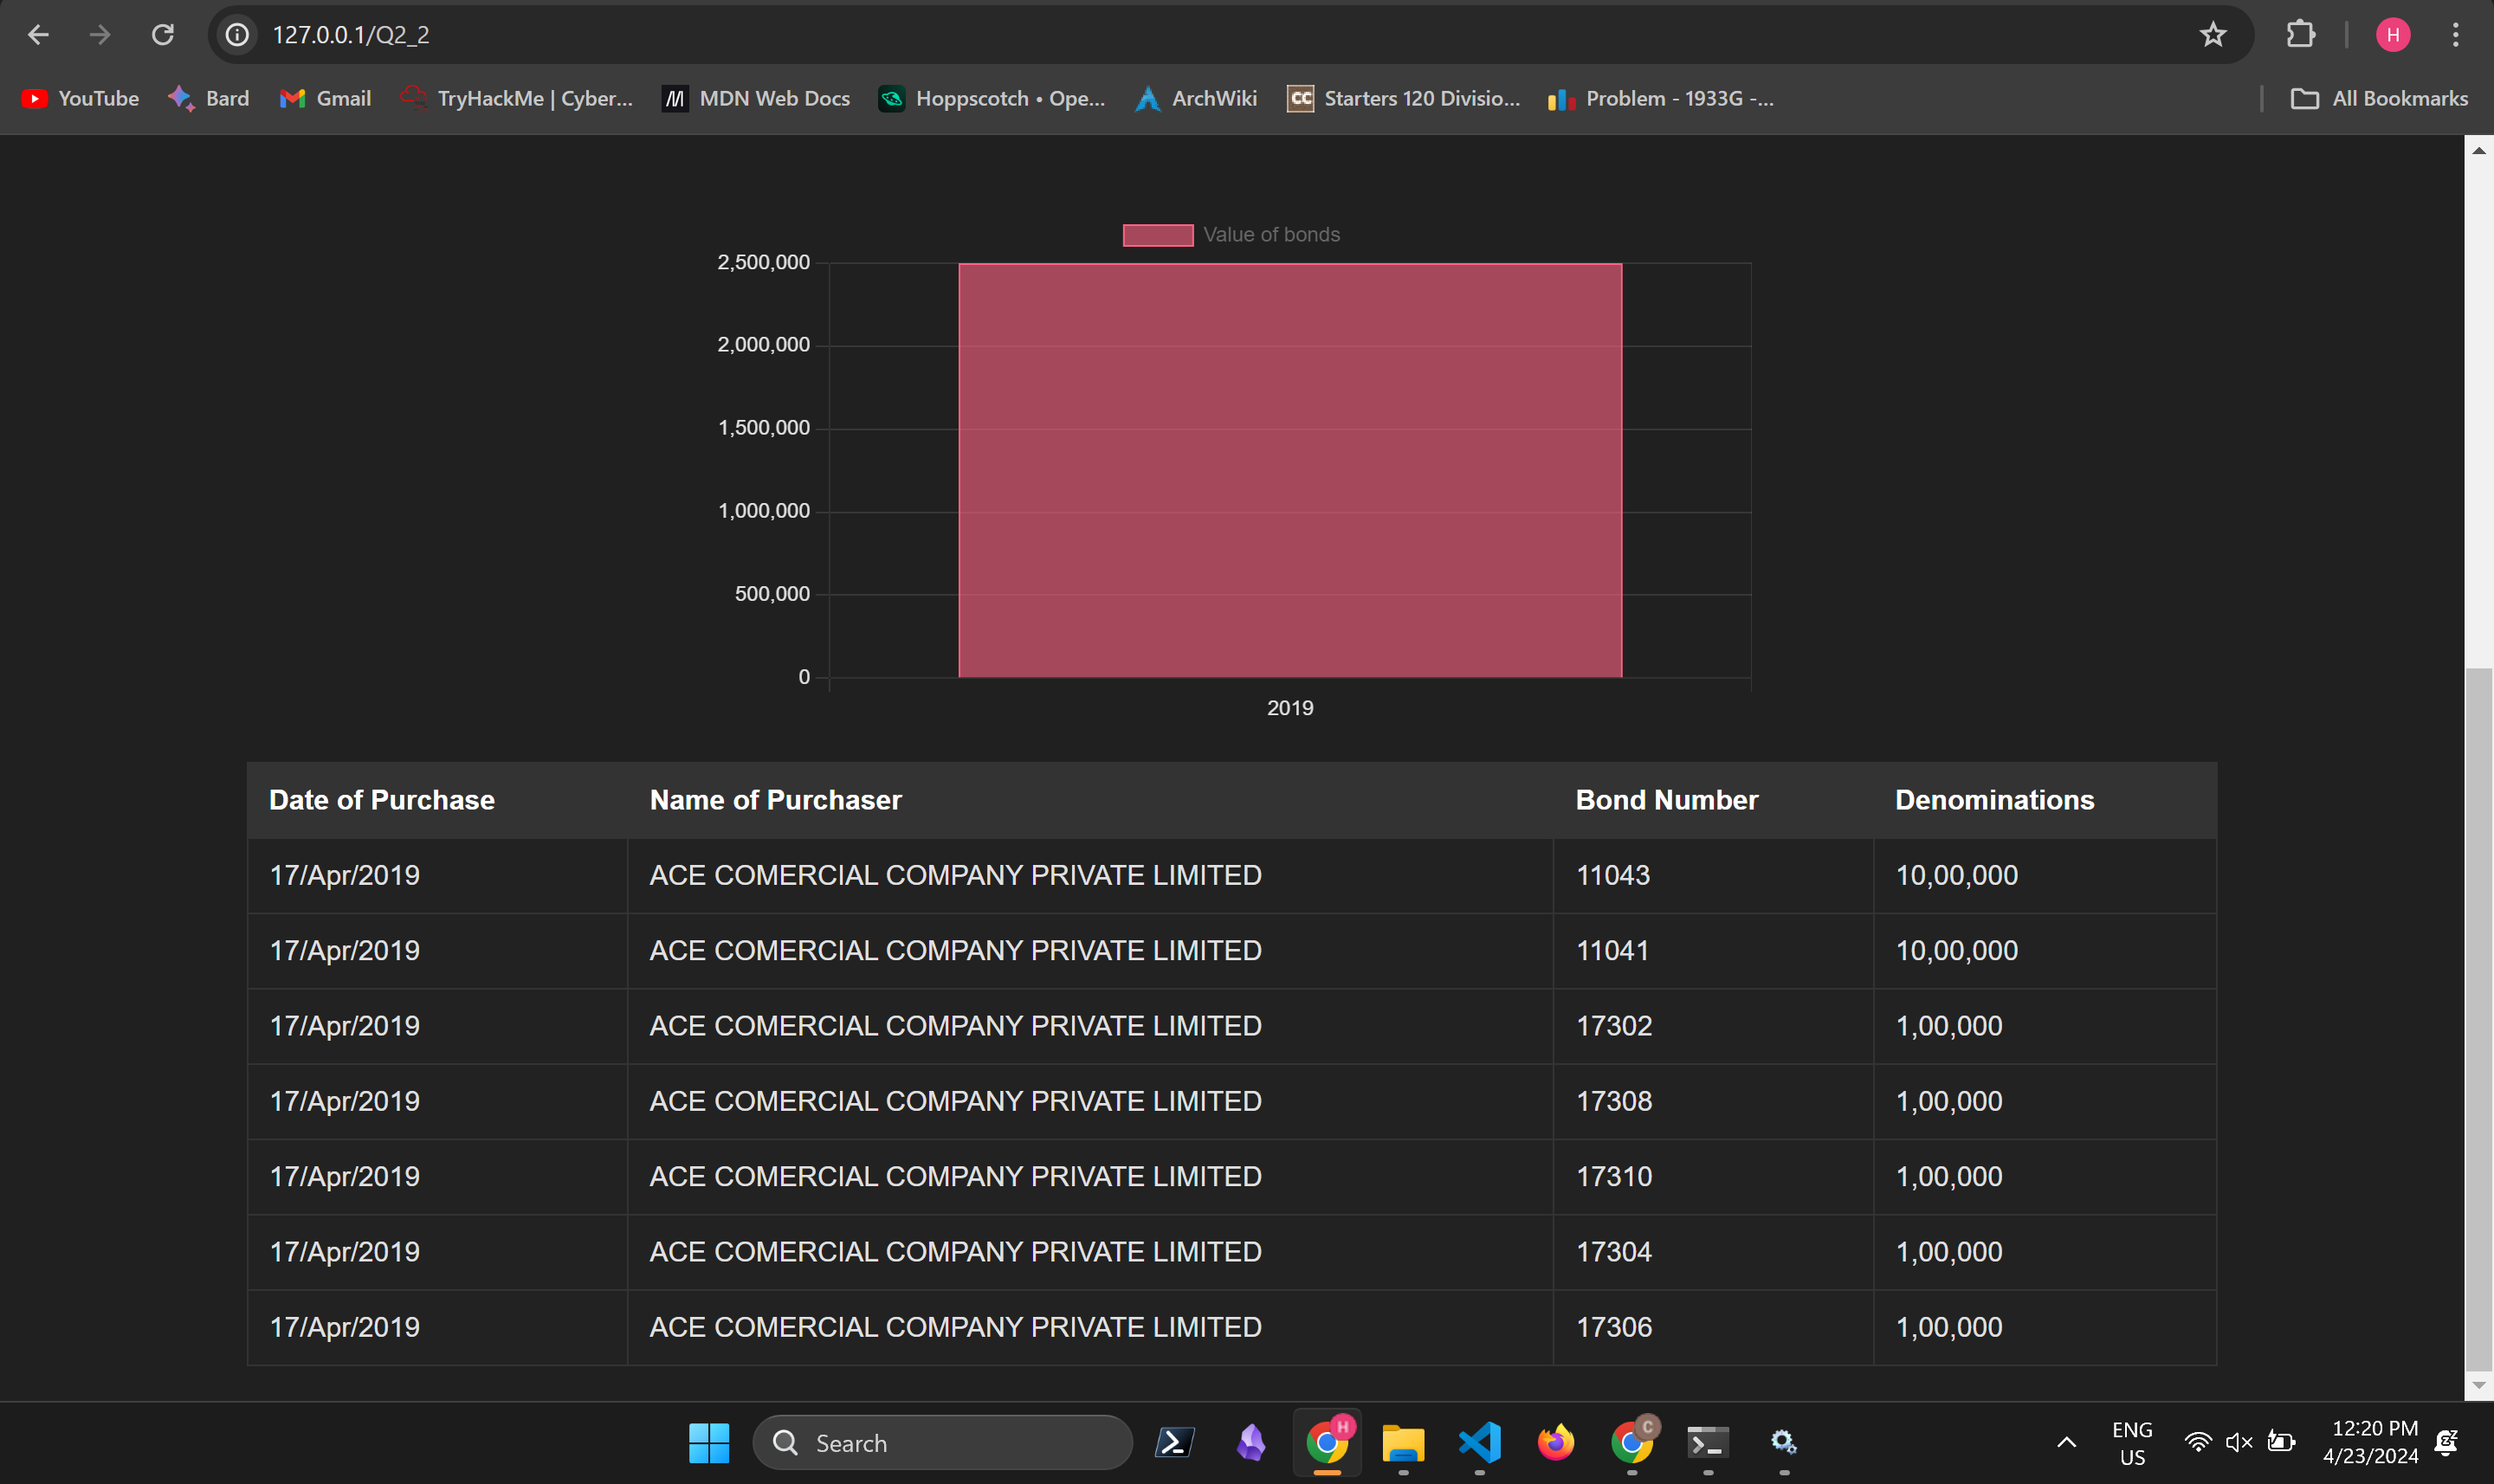 127.0.0.1/Q2_2
H
YouTube Bard Gmail TryHackMe | Cyber... MDN Web Docs Hoppscotch • Ope... ArchWiki CC Starters 120 Divisio... Problem - 1933G -... All Bookmarks
Value of bonds
2,500,000
2,000,000
1,500,000
1,000,000
500,000
0
2019
Date of Purchase Name of Purchaser Bond Number Denominations
17/Apr/2019 ACE COMERCIAL COMPANY PRIVATE LIMITED 11043 10,00,000
17/Apr/2019 ACE COMERCIAL COMPANY PRIVATE LIMITED 11041 10,00,000
17/Apr/2019 ACE COMERCIAL COMPANY PRIVATE LIMITED 17302 1,00,000
17/Apr/2019 ACE COMERCIAL COMPANY PRIVATE LIMITED 17308 1,00,000
17/Apr/2019 ACE COMERCIAL COMPANY PRIVATE LIMITED 17310 1,00,000
17/Apr/2019 ACE COMERCIAL COMPANY PRIVATE LIMITED 17304 1,00,000
17/Apr/2019 ACE COMERCIAL COMPANY PRIVATE LIMITED 17306 1,00,000
Search H C ENG 12:20 PM
US 4/23/2024